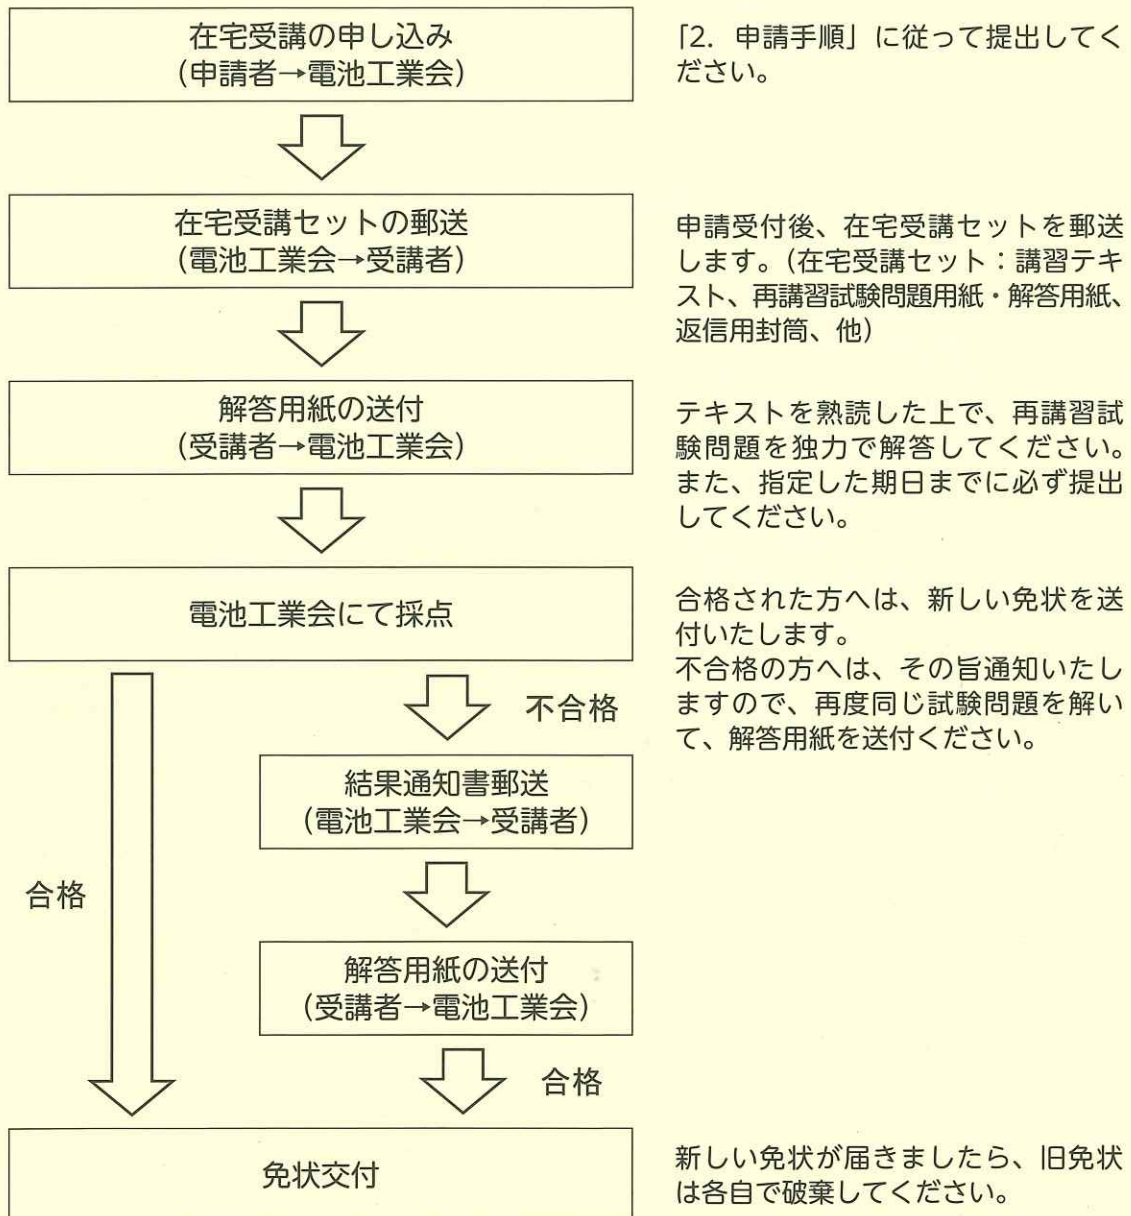 在宅受講の申し込み
（申請者→電池工業会）
「2．申請手順」に従って提出してく
ださい。
在宅受講セットの郵送
（電池工業会→受講者）
申請受付後、在宅受講セットを郵送
します。（在宅受講セット：講習テキ
スト、再講習試験問題用紙・解答用紙、
返信用封筒、他）
解答用紙の送付
（受講者→電池工業会）
テキストを熟読した上で、再講習試
験問題を独力で解答してください。
また、指定した期日までに必ず提出
してください。
電池工業会にて採点
合格された方へは、新しい免状を送
付いたします。
不合格の方へは、その旨通知いたし
ますので、再度同じ試験問題を解い
て、解答用紙を送付ください。
不合格
結果通知書郵送
（電池工業会→受講者）
合格
解答用紙の送付
（受講者→電池工業会）
合格
免状交付
新しい免状が届きましたら、旧免状
は各自で破棄してください。